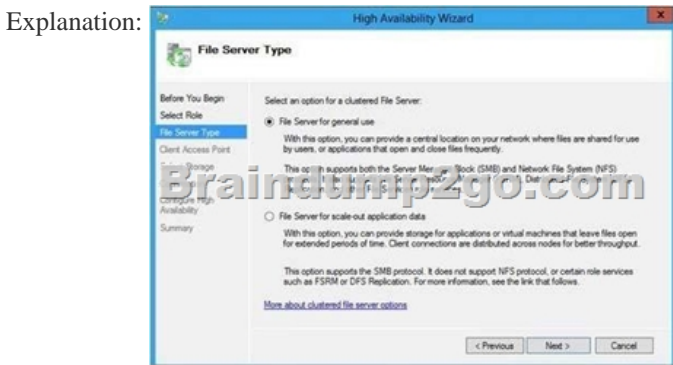 Explanation:
High Availability Wizard
X
File Server Type
Before You Begin
Select Role
File Server Type
Client Access Point
Storage
Configure High
Availability
Summary
Select an option for a clustered File Server:
File Server for general use
With this option, you can provide a central location on your network where files are shared for use
by users, or applications that open and close files frequently.
This option supports both the Server Block (SMB) and Network File System (NFS)
Braindump2go.com
File Server for scale-out application data
With this option, you can provide storage for applications or virtual machines that leave files open
for extended periods of time. Client connections are distributed across nodes for better throughput.
This option supports the SMB protocol. It does not support NFS protocol, or certain role services
such as FSRM or DFS Replication. For more information, see the link that follows.
More about clustered file server options
< Previous
Next >
Cancel